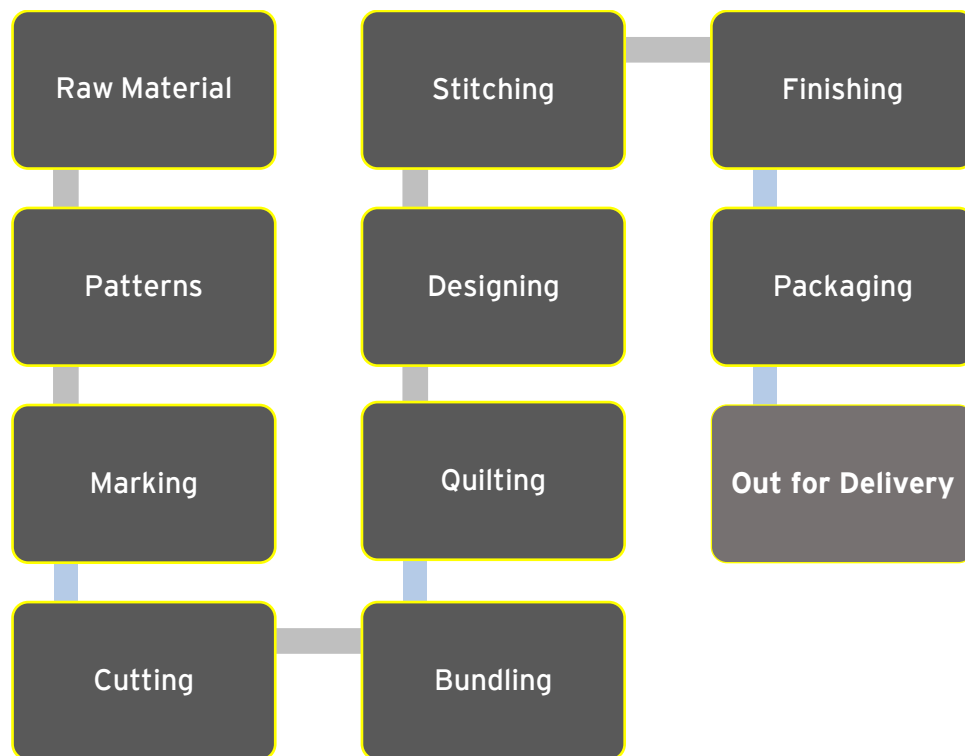 Raw Material
Patterns
Marking
Cutting
Bundling
Quilting
Designing
Stitching
Finishing
Packaging
Out for Delivery